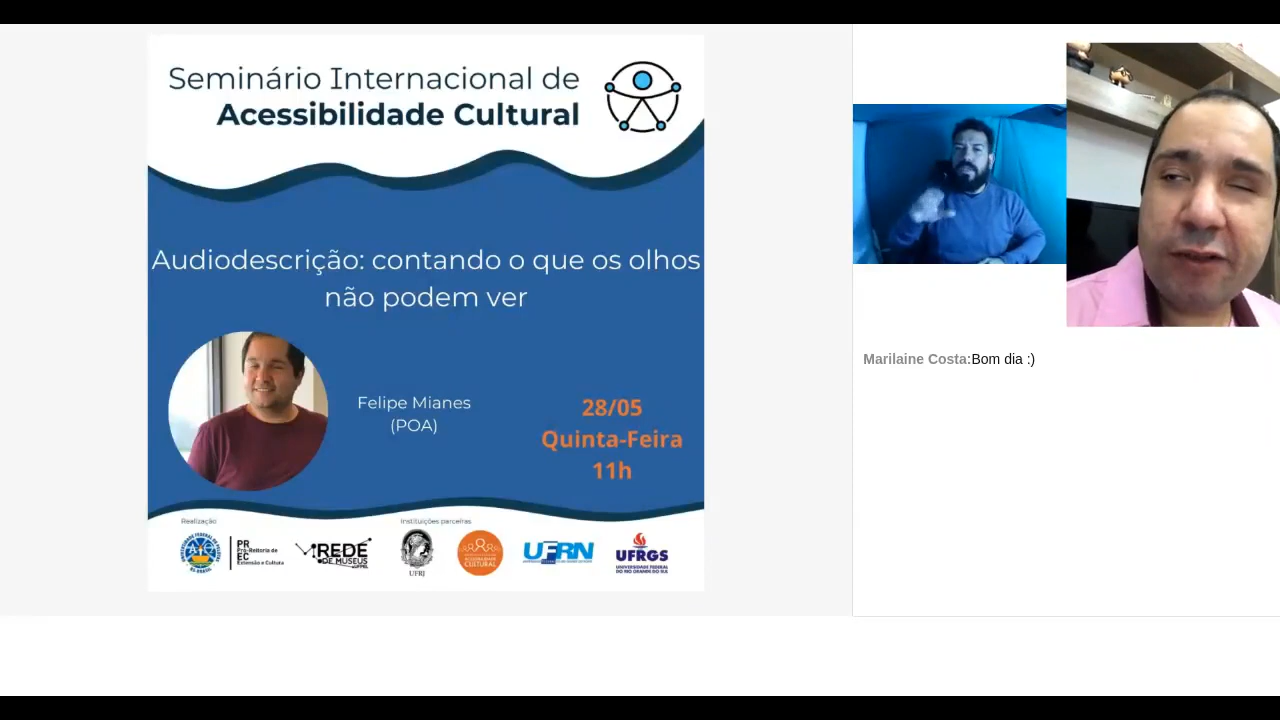 Seminário Internacional de
Acessibilidade Cultural
Audiodescrição: contando o que os olhos
não podem ver
Felipe Mianes
(POA)
28/05
Quinta-Feira
11h
Realização
Instituições parceiras
PR
EC
Pró-Reitoria de
Extensão e Cultura
REDE
DE MUSEUS
UFRJ
ACESSIBILIDADE
CULTURAL
UFRN
UFRGS
UNIVERSIDADE FEDERAL
DO RIO GRANDE DO SUL
Marilaine Costa:Bom dia :)